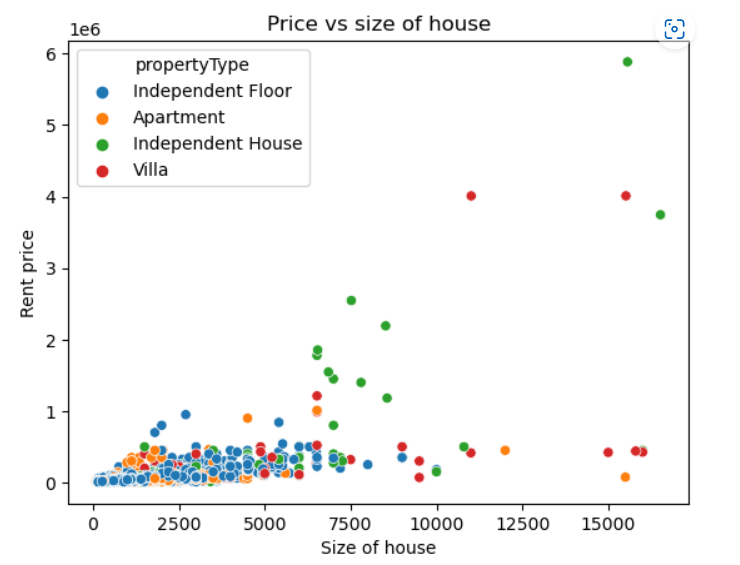 Price vs size of house
1e6
propertyType
Independent Floor
Apartment
Independent House
Villa
6
5
4
3
2
1
0
Rent price
0 2500 5000 7500 10000 12500 15000
Size of house